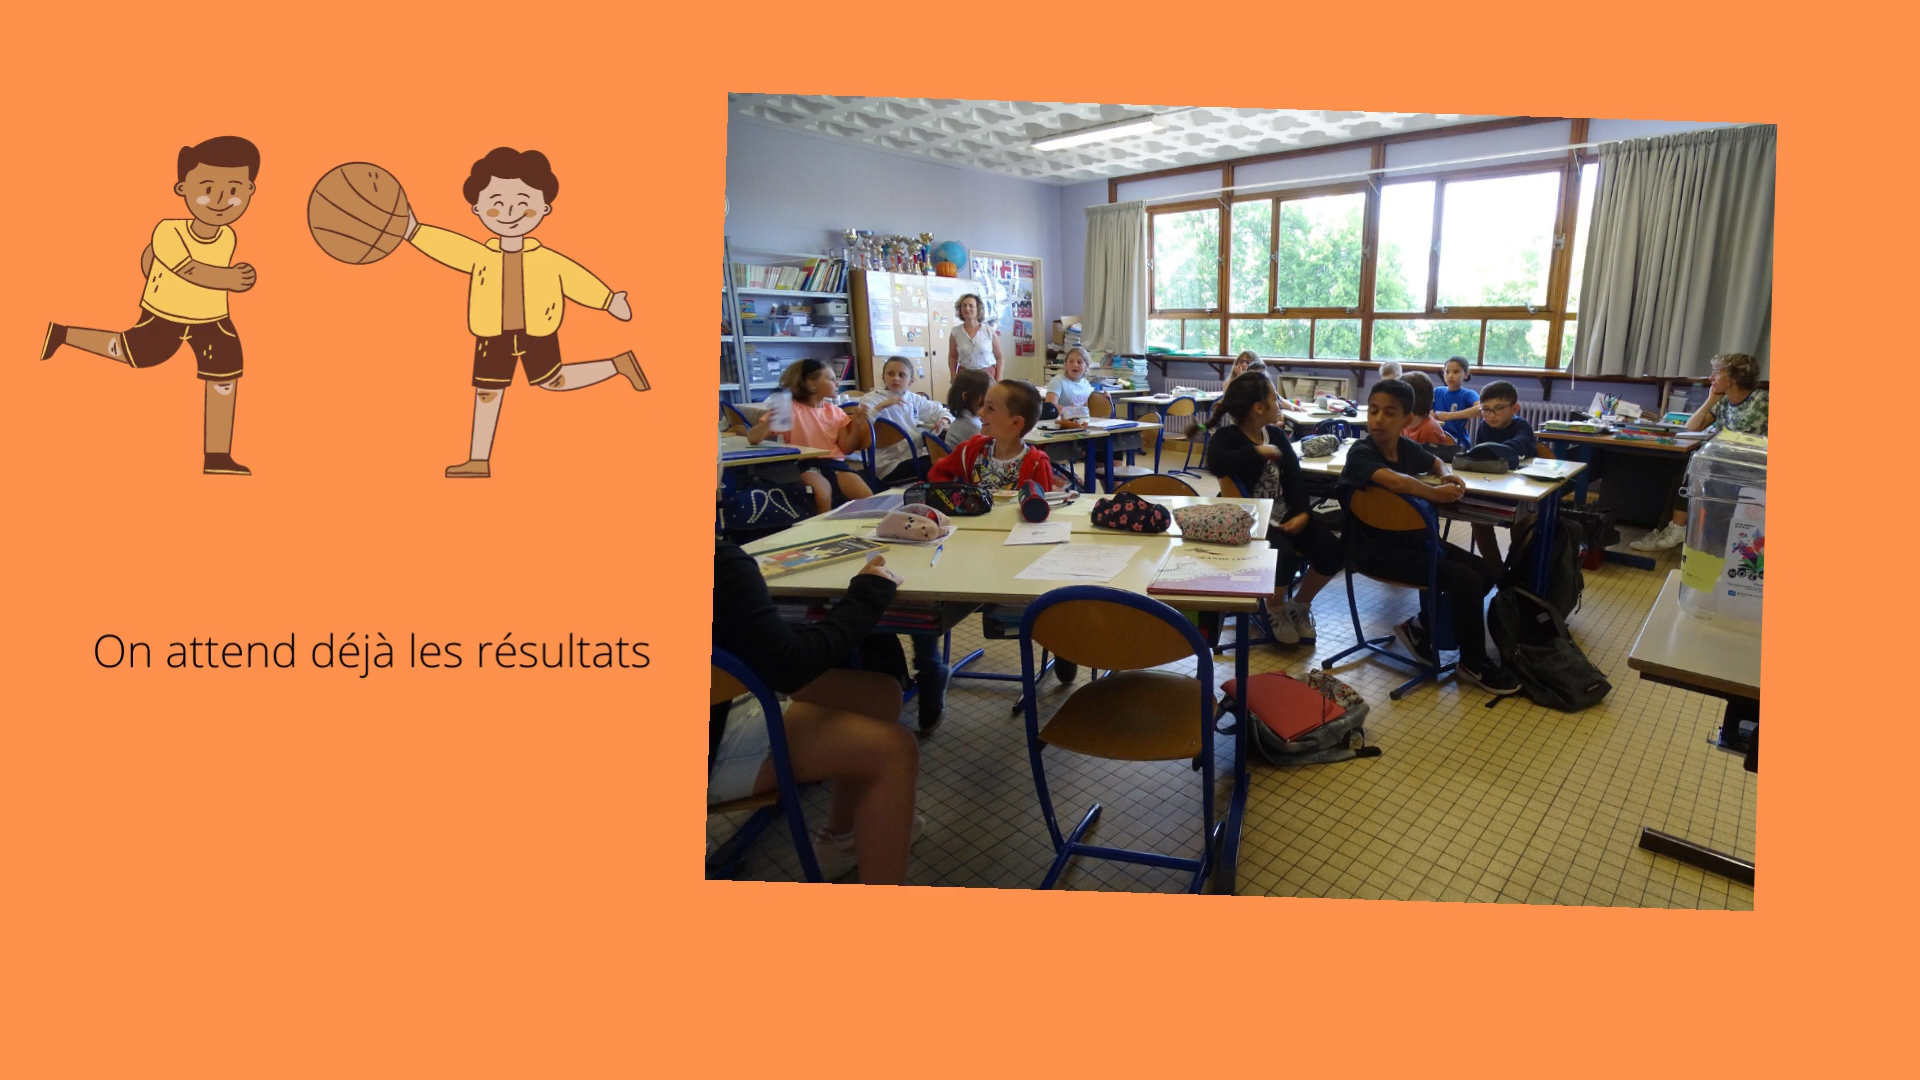 On attend déjà les résultats